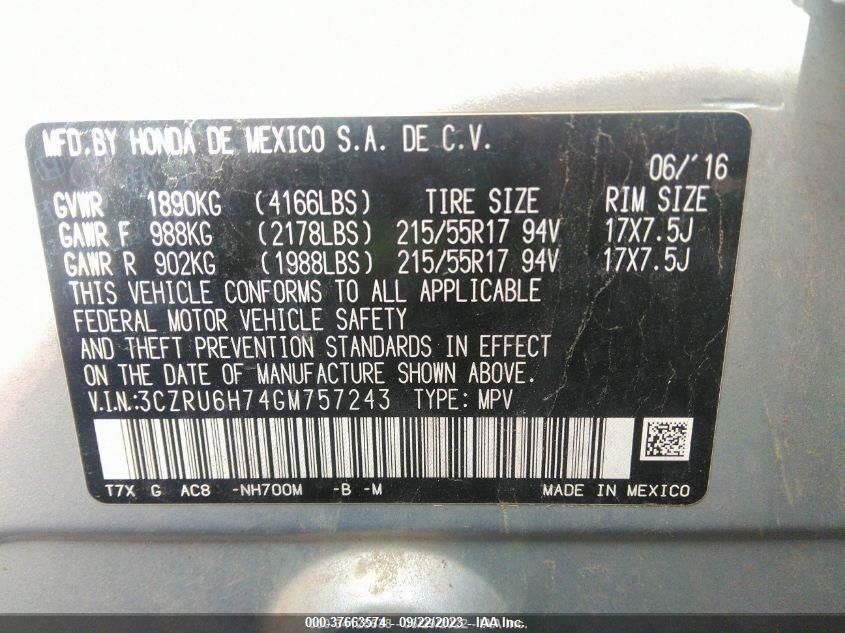 MFD. BY HONDA DE MEXICO S.A. DE C.V.
06/'16
GVWR 1890KG (4166LBS) TIRE SIZE RIM SIZE
GAWR F 988KG (2178LBS) 215/55R17 94V 17X7.5J
GAWR R 902KG (1988LBS) 215/55R17 94V 17X7.5J
THIS VEHICLE CONFORMS TO ALL APPLICABLE
FEDERAL MOTOR VEHICLE SAFETY
AND THEFT PREVENTION STANDARDS IN EFFECT
ON THE DATE OF MANUFACTURE SHOWN ABOVE.
V.I.N.:3CZRU6H74GM757243 TYPE: MPV
T7X G AC8 -NH700M -B -M MADE IN MEXICO
000-37663574 - 09/22/2023 - IAA Inc.